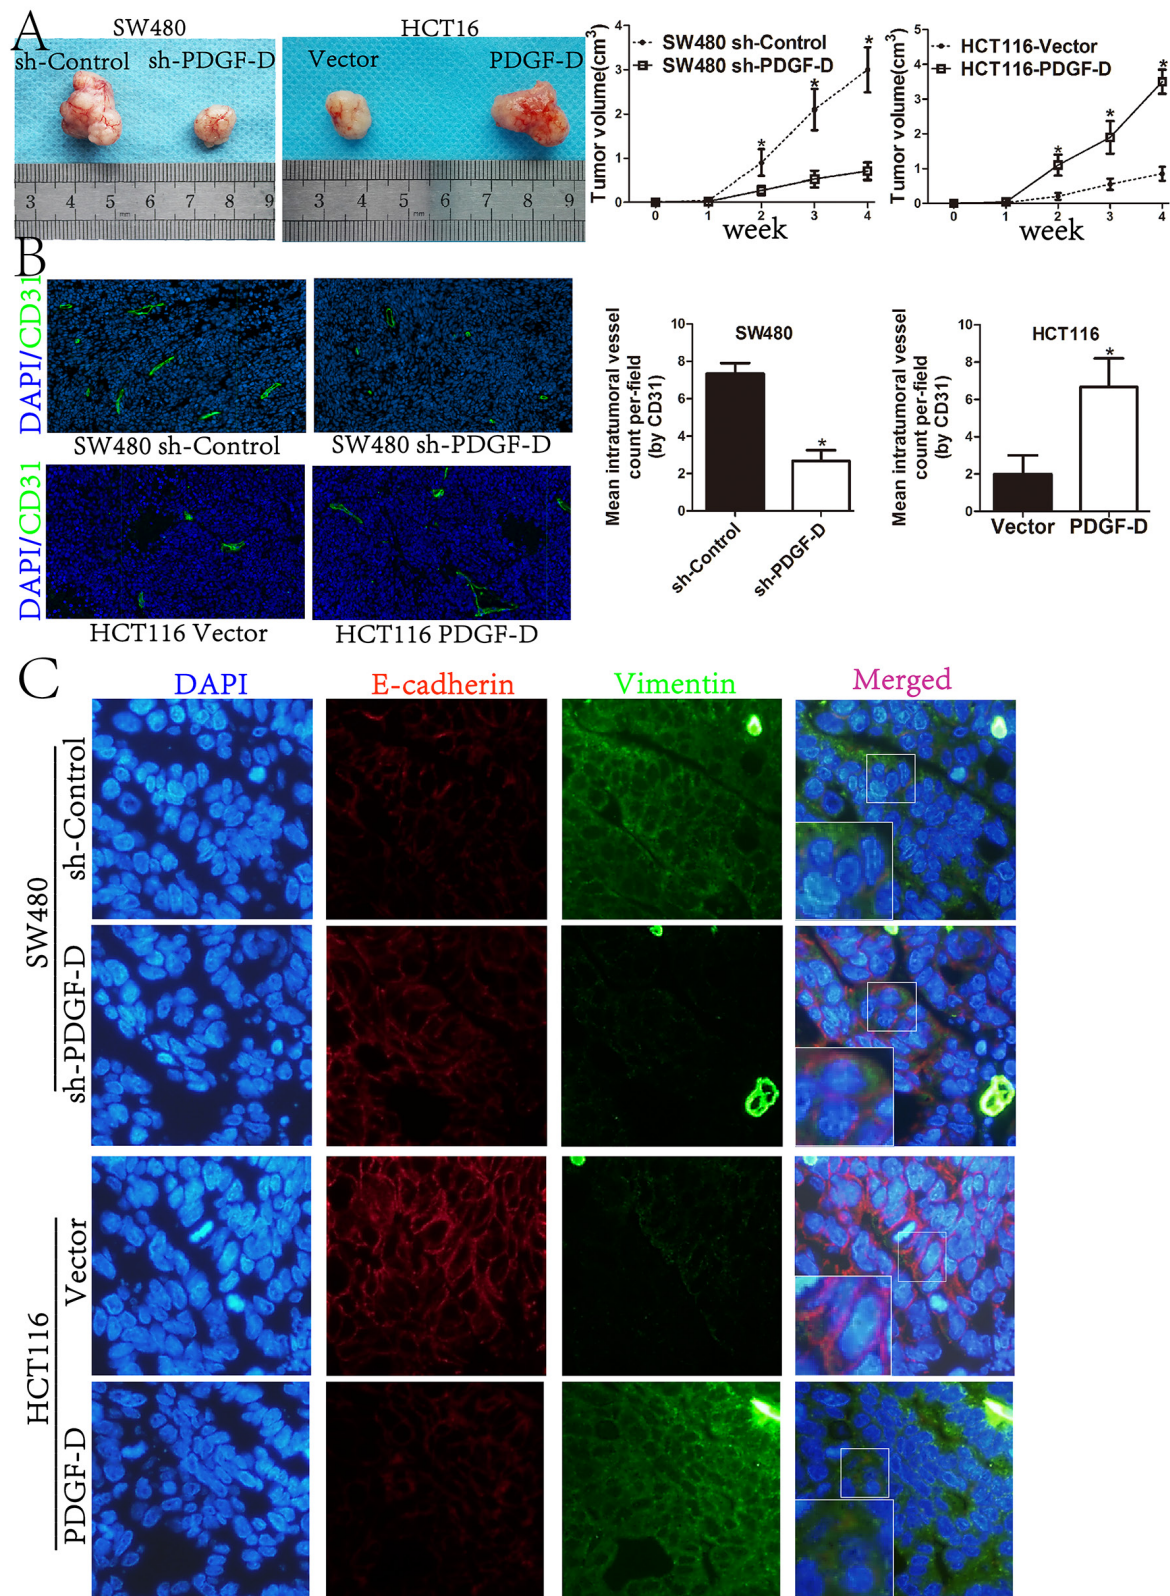 A
SW480
sh-Control sh-PDGF-D
3 4 5 6 7 8 9
mm
HCT16
Vector PDGF-D
3 4 5 6 7 8 9
mm
Tumor volume(cm³)
4
3
2
1
0
SW480 sh-Control
SW480 sh-PDGF-D
* * *
0 1 2 3 4
week
Tumor volume(cm³)
5
4
3
2
1
0
HCT116-Vector
HCT116-PDGF-D
* * *
0 1 2 3 4
week
B
DAPI/CD31
SW480 sh-Control
SW480 sh-PDGF-D
DAPI/CD31
HCT116 Vector
HCT116 PDGF-D
Mean intratumoral vessel
count per-field
(by CD31)
10
8
6
4
2
0
SW480
*
sh-Control
sh-PDGF-D
Mean intratumoral vessel
count per-field
(by CD31)
10
8
6
4
2
0
HCT116
*
Vector PDGF-D
C
DAPI E-cadherin Vimentin Merged
SW480
sh-Control
sh-PDGF-D
HCT116
Vector
PDGF-D